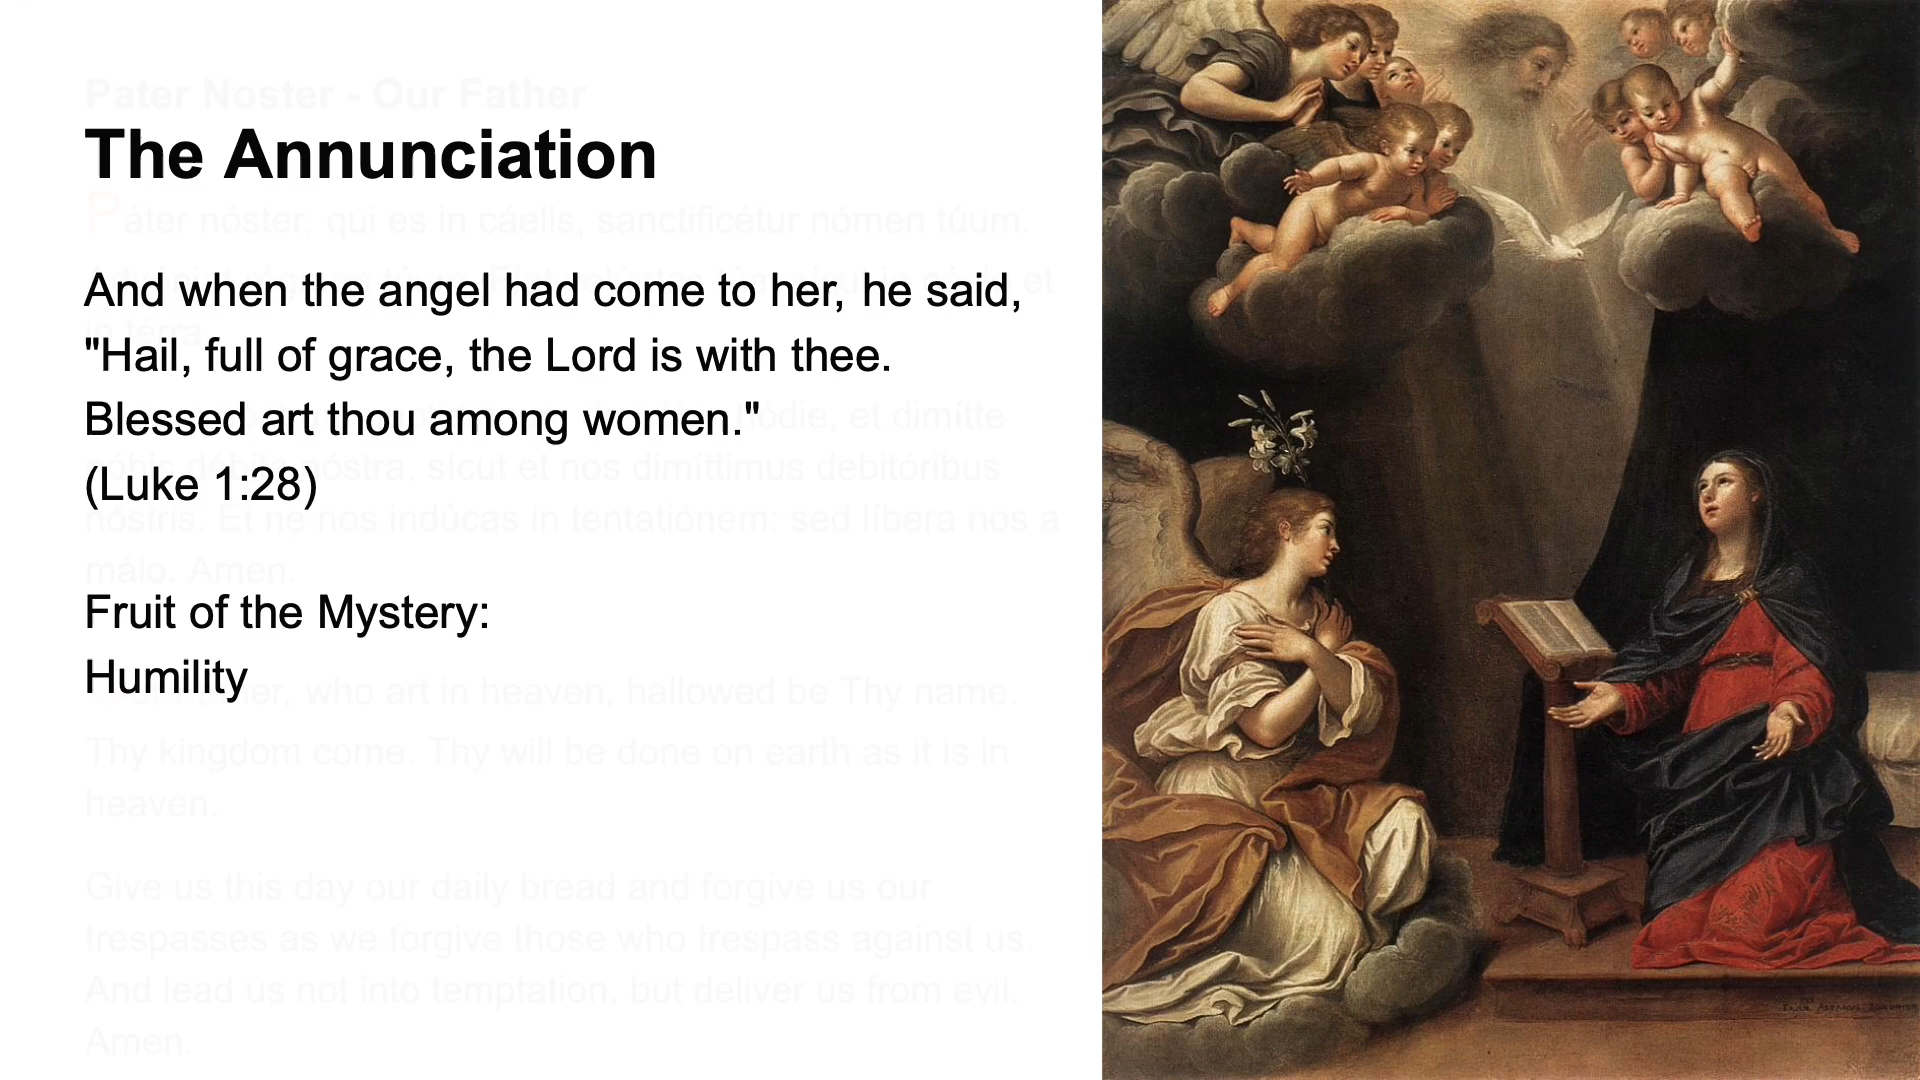 Pater Noster - Our Father
The Annunciation
Páter nóster, qui es in cáelis, sanctificétur nómen túum.
And when the angel had come to her, he said,
et
in térra.
"Hail, full of grace, the Lord is with thee.
Blessed art thou among women."
hódie, et dimítte
nóbis débita nóstra, sícut et nos dimíttimus debitóribus
(Luke 1:28)
nóstris. Et ne nos indúcas in tentatiónem: sed líbera nos a
málo. Amen.
Fruit of the Mystery:
Humility
who art in heaven, hallowed be Thy name.
Thy kingdom come. Thy will be done on earth as it is in
heaven.
Give us this day our daily bread and forgive us our
trespasses as we forgive those who trespass against us.
And lead us not into temptation, but deliver us from evil.
Amen.